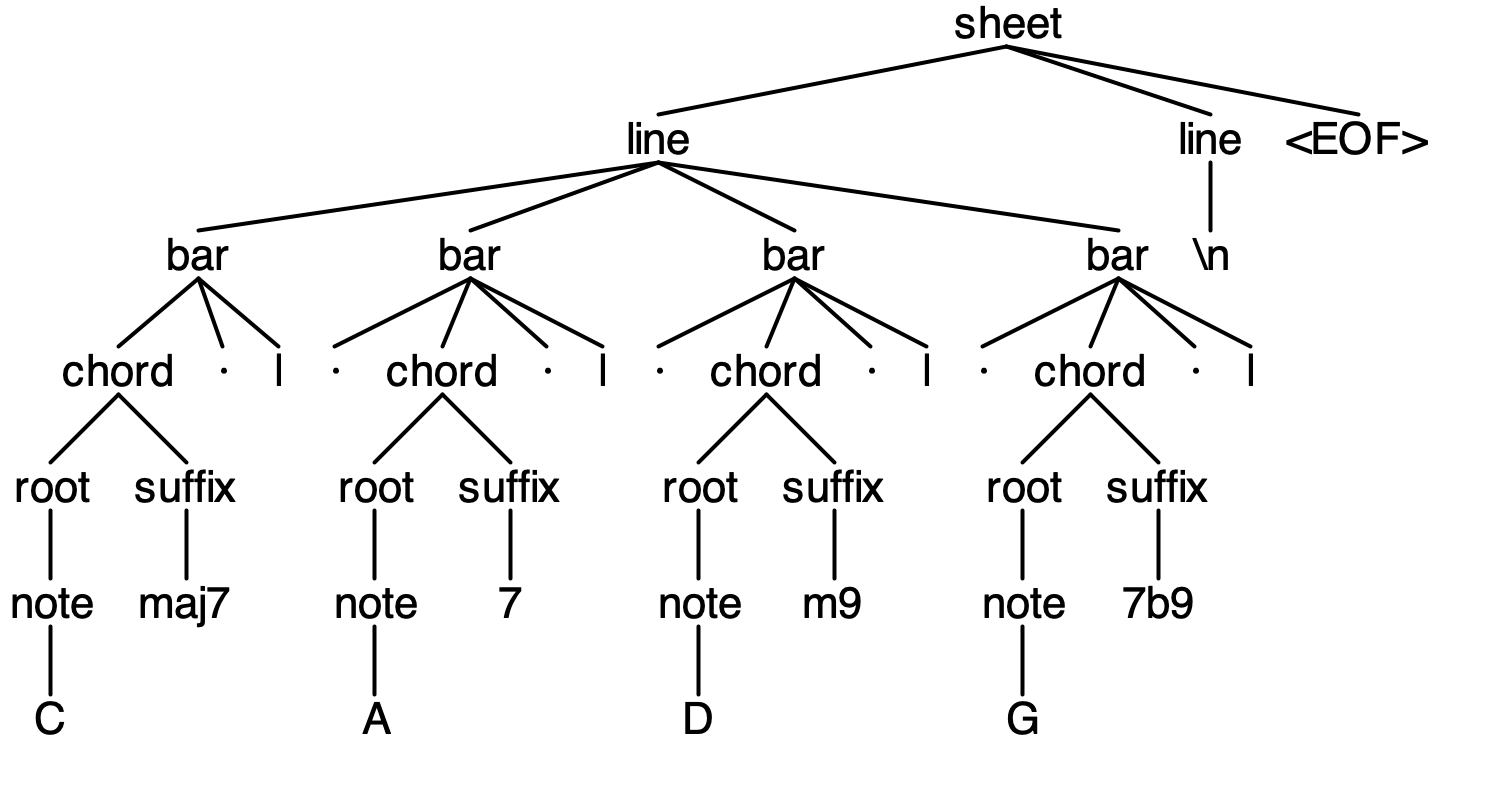 sheet
line line <EOF>
bar bar bar bar \n
chord · | · chord · | · chord · | · chord · |
root suffix root suffix root suffix root suffix
note maj7 note 7 note m9 note 7b9
C A D G